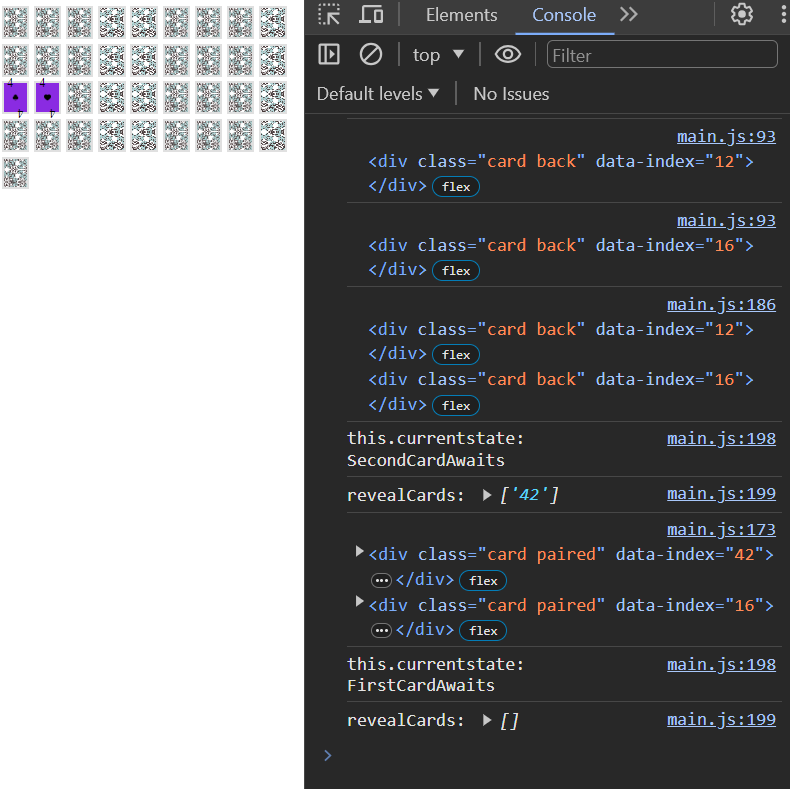 Elements Console
top Filter
Default levels No Issues
main.js:93
<div class="card back" data-index="12">
</div> flex
main.js:93
<div class="card back" data-index="16">
</div> flex
main.js:186
<div class="card back" data-index="12">
</div> flex
<div class="card back" data-index="16">
</div> flex
this.currentstate: main.js:198
SecondCardAwaits
revealCards: ['42'] main.js:199
main.js:173
<div class="card paired" data-index="42">
… </div> flex
<div class="card paired" data-index="16">
… </div> flex
this.currentstate: main.js:198
FirstCardAwaits
revealCards: [] main.js:199
4 4
4 4